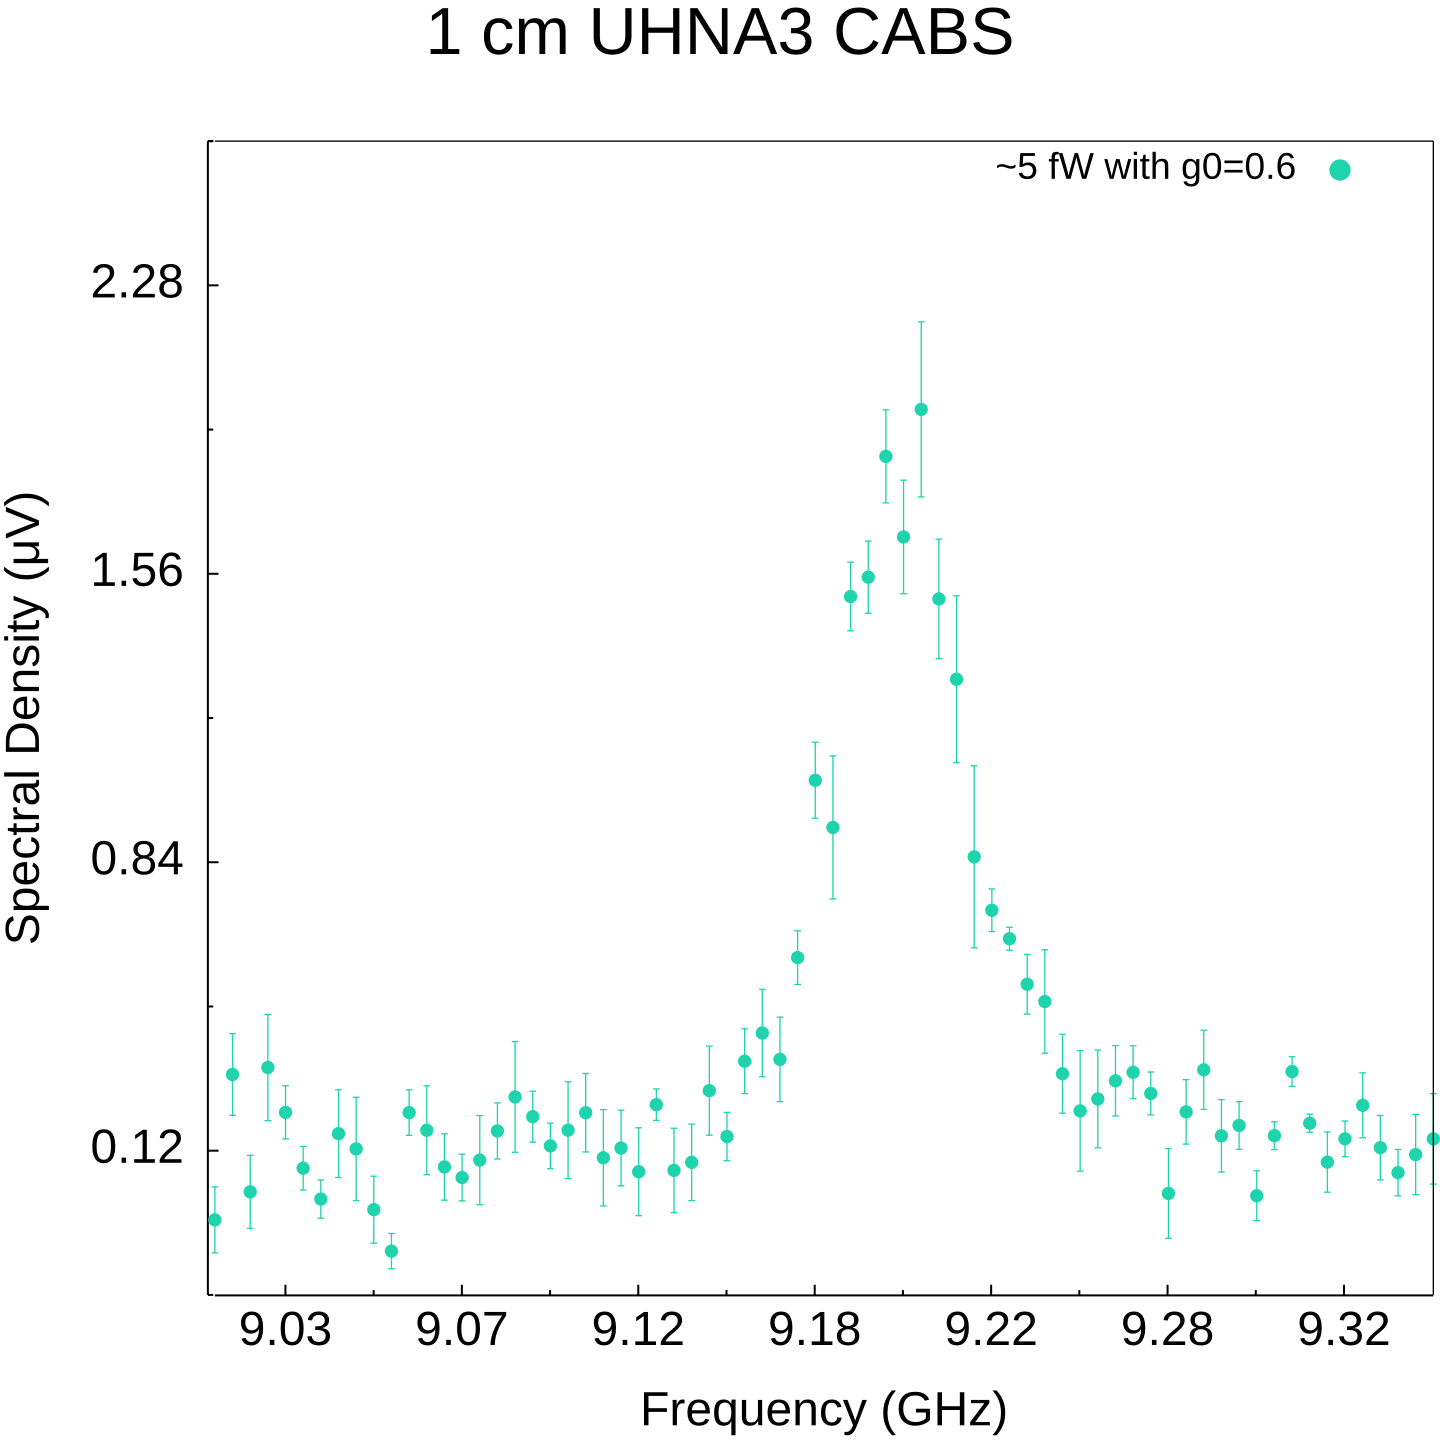 1 cm UHNA3 CABS
~5 fW with g0=0.6
2.28
1.56
0.84
0.12
Spectral Density (μV)
9.03 9.07 9.12 9.18 9.22 9.28 9.32
Frequency (GHz)